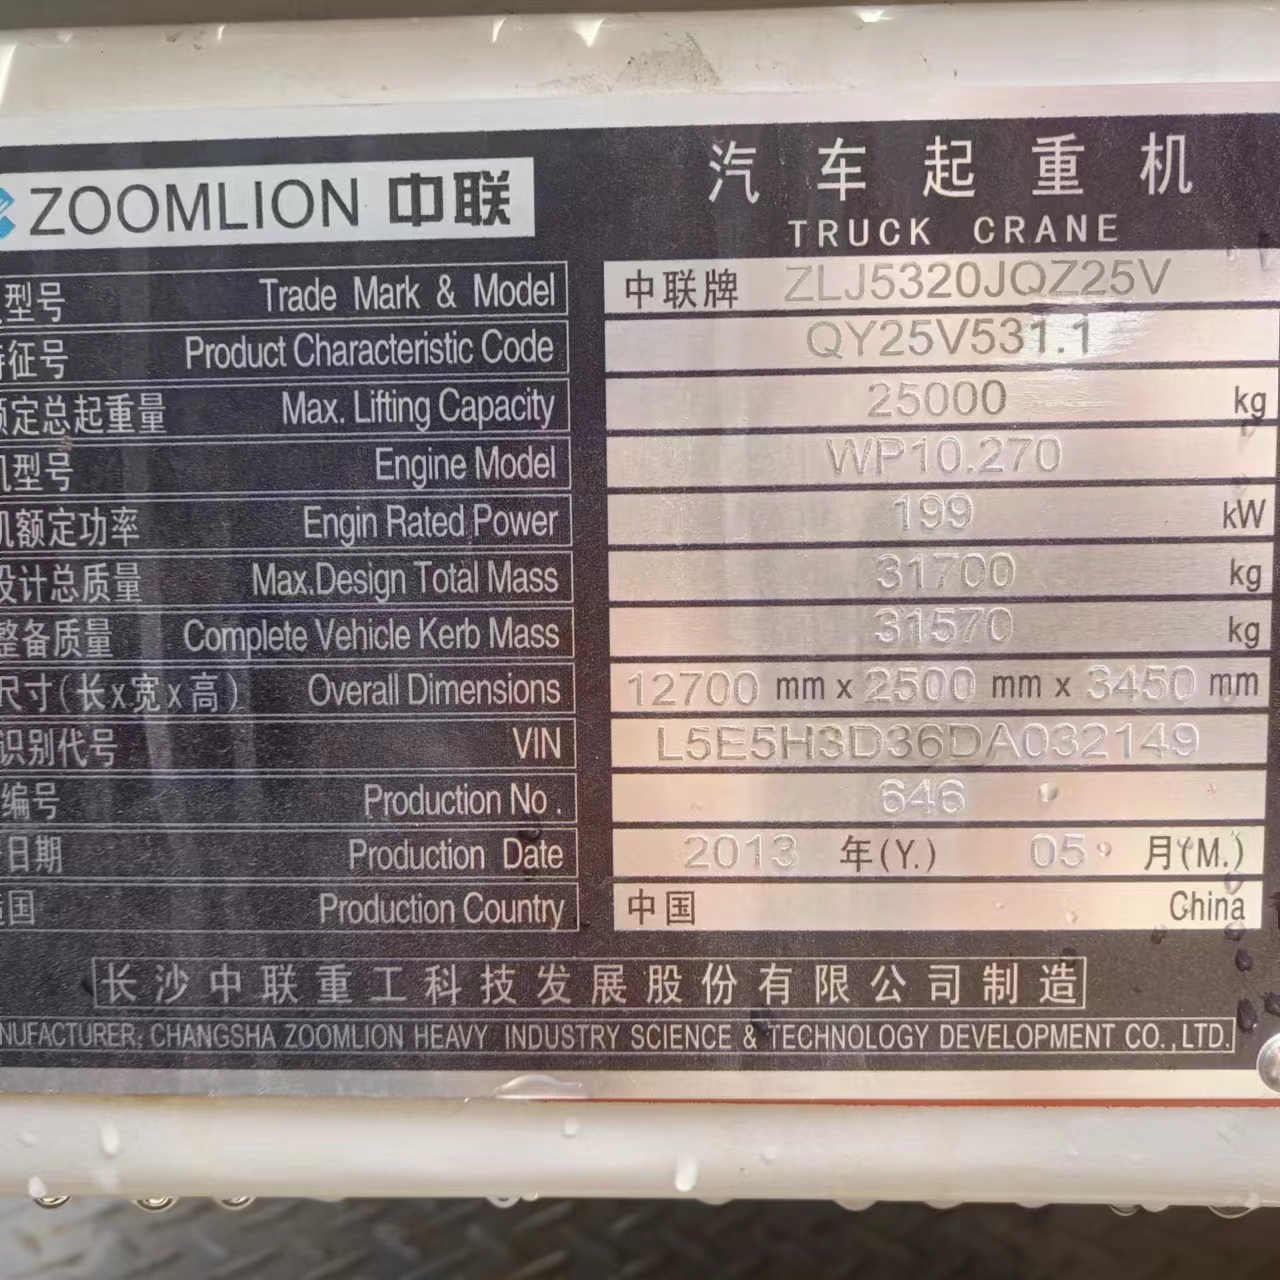 ZOOMLION 中联
汽车起重机
TRUCK CRANE
型号 Trade Mark & Model 中联牌 ZLJ5320JQZ25V
征号 Product Characteristic Code QY25V531.1
定总起重量 Max. Lifting Capacity 25000 kg
型号 Engine Model WP10.270
机额定功率 Engin Rated Power 199 kW
设计总质量 Max.Design Total Mass 31700 kg
整备质量 Complete Vehicle Kerb Mass 31570 kg
尺寸(长x宽x高) Overall Dimensions 12700 mm x 2500 mm x 3450 mm
识别代号 VIN L5E5H3D36DA032149
编号 Production No. 646
日期 Production Date 2013 年(Y.) 05 月(M.)
国 Production Country 中国 China
长沙中联重工科技发展股份有限公司制造
NUFACTURER: CHANGSHA ZOOMLION HEAVY INDUSTRY SCIENCE & TECHNOLOGY DEVELOPMENT CO.,LTD.